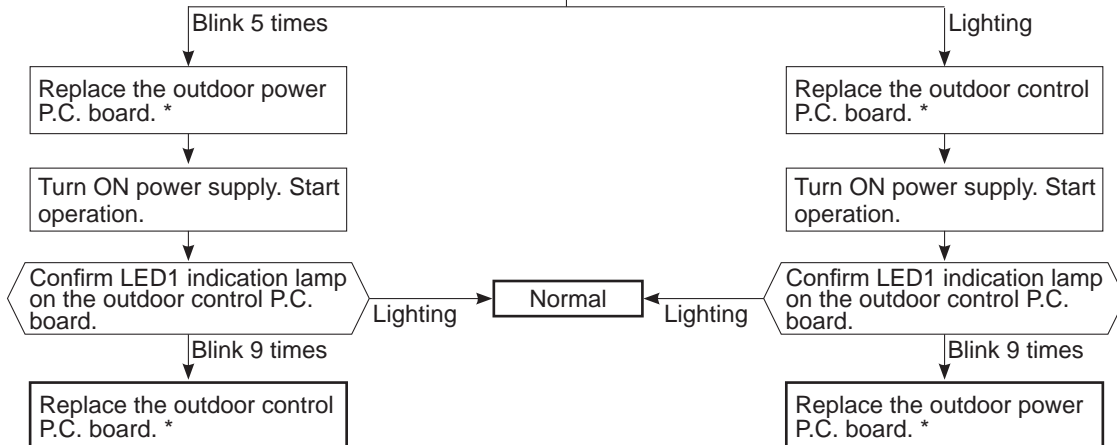 Blink 5 times
Lighting
Replace the outdoor power
P.C. board. *
Replace the outdoor control
P.C. board. *
Turn ON power supply. Start
operation.
Turn ON power supply. Start
operation.
Confirm LED1 indication lamp
on the outdoor control P.C.
board.
Lighting
Normal
Lighting
Confirm LED1 indication lamp
on the outdoor control P.C.
board.
Blink 9 times
Blink 9 times
Replace the outdoor control
P.C. board. *
Replace the outdoor power
P.C. board. *